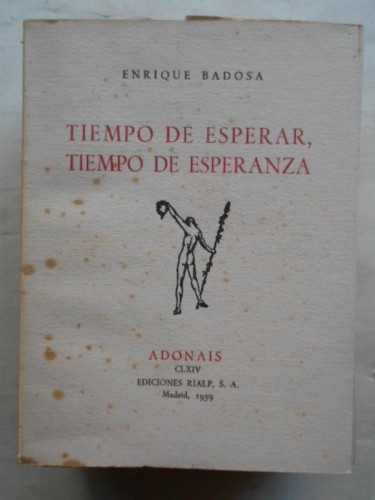 ENRIQUE BADOSA
TIEMPO DE ESPERAR,
TIEMPO DE ESPERANZA
ADONAIS
CLXIV
EDICIONES RIALP, S. A.
Madrid, 1959